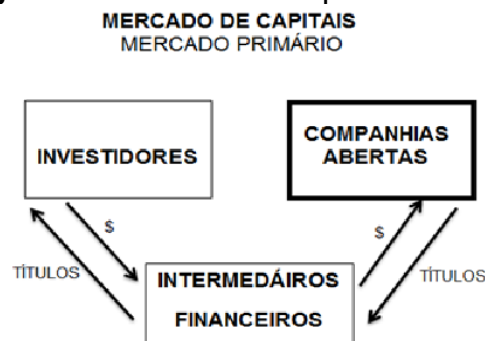 MERCADO DE CAPITAIS
MERCADO PRIMÁRIO
INVESTIDORES
COMPANHIAS
ABERTAS
$
$
TÍTULOS
TÍTULOS
INTERMEDÁIROS
FINANCEIROS